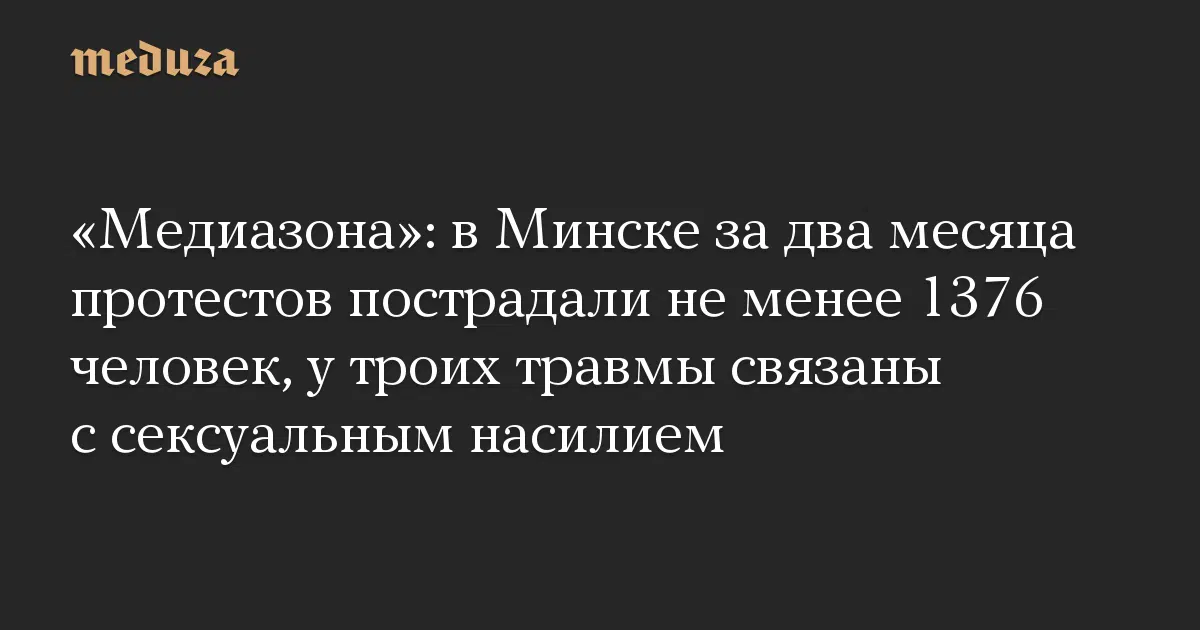 meduza
«Медиазона»: в Минске за два месяца
протестов пострадали не менее 1376
человек, у троих травмы связаны
с сексуальным насилием